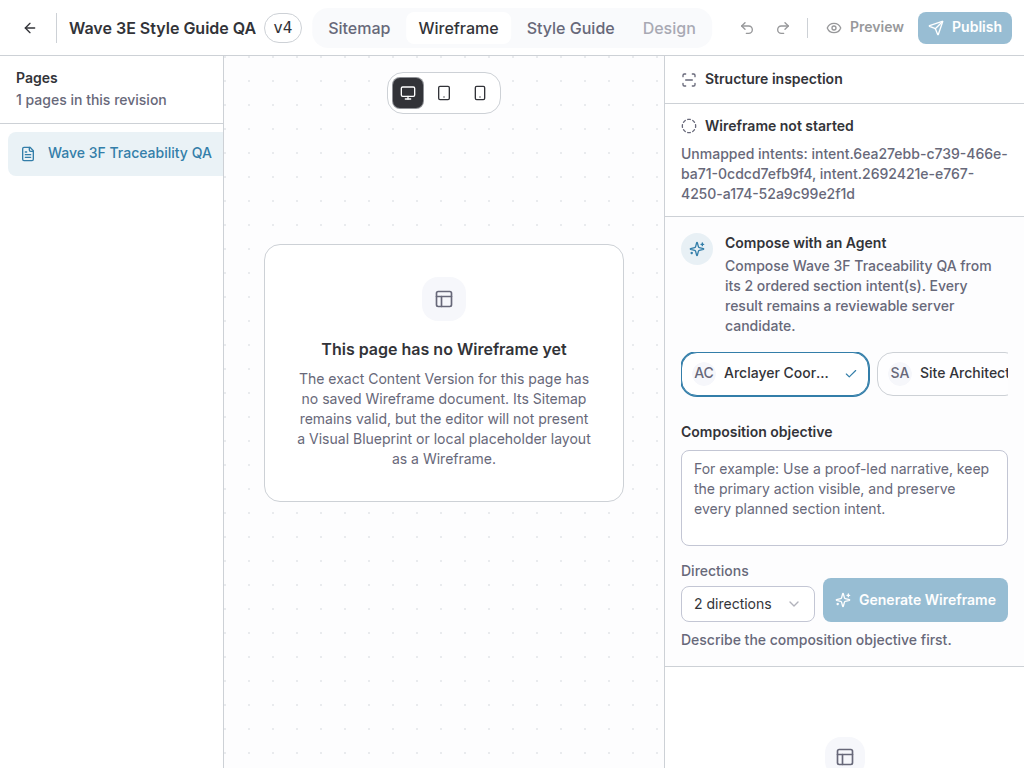 Wave 3E Style Guide QA
v4
Sitemap
Wireframe
Style Guide
Design
Preview
Publish
Pages
1 pages in this revision
Wave 3F Traceability QA
This page has no Wireframe yet
The exact Content Version for this page has
no saved Wireframe document. Its Sitemap
remains valid, but the editor will not present
a Visual Blueprint or local placeholder layout
as a Wireframe.
Structure inspection
Wireframe not started
Unmapped intents: intent.6ea27ebb-c739-466e-
ba71-0cdcd7efb9f4, intent.2692421e-e767-
4250-a174-52a9c99e2f1d
Compose with an Agent
Compose Wave 3F Traceability QA from
its 2 ordered section intent(s). Every
result remains a reviewable server
candidate.
AC Arclayer Coor...
SA Site Architect
Composition objective
For example: Use a proof-led narrative, keep
the primary action visible, and preserve
every planned section intent.
Directions
2 directions
Generate Wireframe
Describe the composition objective first.